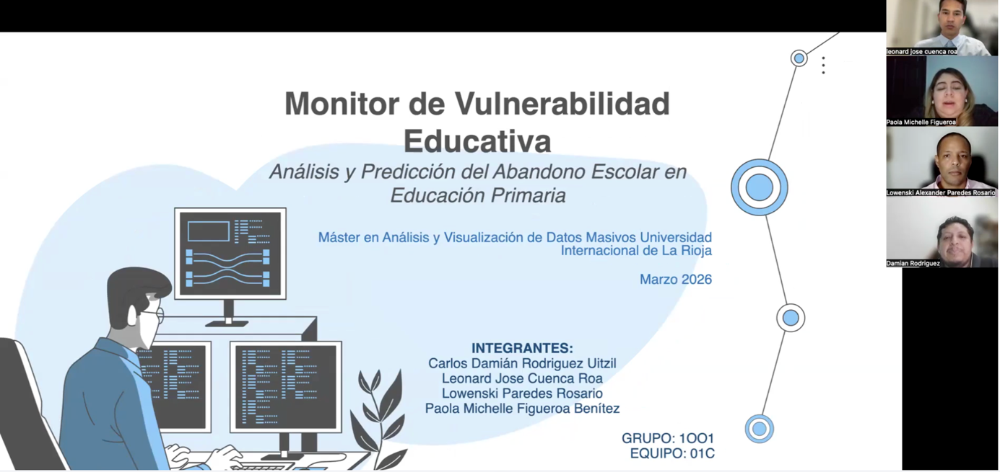 Monitor de Vulnerabilidad
Educativa
Análisis y Predicción del Abandono Escolar en
Educación Primaria
Máster en Análisis y Visualización de Datos Masivos Universidad
Internacional de La Rioja
Marzo 2026
INTEGRANTES:
Carlos Damián Rodriguez Uitzil
Leonard Jose Cuenca Roa
Lowenski Paredes Rosario
Paola Michelle Figueroa Benítez
GRUPO: 1OO1
EQUIPO: 01C
leonard jose cuenca roa
Paola Michelle Figueroa
Lowenski Alexander Paredes Rosario
Damian Rodriguez